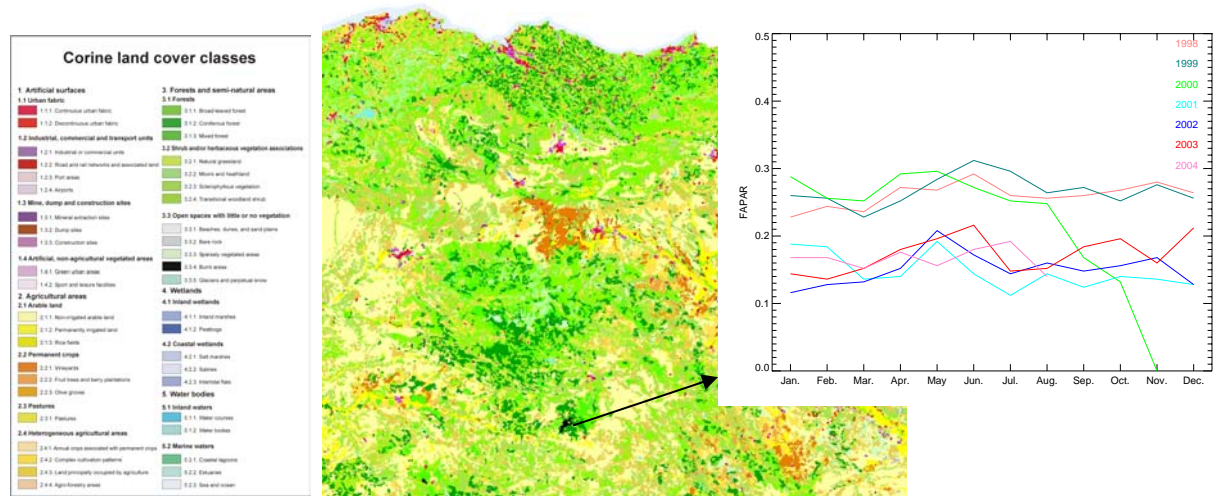 Corine land cover classes
1 Artificial surfaces
1.1 Urban fabric
1.1.1: Continuous urban fabric
1.1.2: Discontinuous urban fabric
1.2 Industrial, commercial and transport units
1.2.1: Industrial or commercial units
1.2.2: Road and rail networks and associated land
1.2.3: Port areas
1.2.4: Airports
1.3 Mine, dump and construction sites
1.3.1: Mineral extraction sites
1.3.2: Dump sites
1.3.3: Construction sites
1.4 Artificial, non-agricultural vegetated areas
1.4.1: Green urban areas
1.4.2: Sport and leisure facilities
2 Agricultural areas
2.1 Arable land
2.1.1: Non-irrigated arable land
2.1.2: Permanently irrigated land
2.1.3: Rice fields
2.2 Permanent crops
2.2.1: Vineyards
2.2.2: Fruit trees and berry plantations
2.2.3: Olive groves
2.3 Pastures
2.3.1: Pastures
2.4 Heterogeneous agricultural areas
2.4.1: Annual crops associated with permanent crops
2.4.2: Complex cultivation patterns
2.4.3: Land principally occupied by agriculture
2.4.4: Agro-forestry areas
3. Forests and semi-natural areas
3.1 Forests
3.1.1: Broad-leaved forest
3.1.2: Coniferous forest
3.1.3: Mixed forest
3.2 Shrub and/or herbaceous vegetation associations
3.2.1: Natural grassland
3.2.2: Moors and heathland
3.2.3: Sclerophyllous vegetation
3.2.4: Transitional woodland shrub
3.3 Open spaces with little or no vegetation
3.3.1: Beaches, dunes, and sand plains
3.3.2: Bare rock
3.3.3: Sparsely vegetated areas
3.3.4: Burnt areas
3.3.5: Glaciers and perpetual snow
4. Wetlands
4.1 Inland wetlands
4.1.1: Inland marshes
4.1.2: Peatbogs
4.2 Coastal wetlands
4.2.1: Salt marshes
4.2.2: Salines
4.2.3: Intertidal flats
5. Water bodies
5.1 Inland waters
5.1.1: Water courses
5.1.2: Water bodies
5.2 Marine waters
5.2.1: Coastal lagoons
5.2.2: Estuaries
5.2.3: Sea and ocean
FAPAR
0.5
0.4
0.3
0.2
0.1
0.0
Jan. Feb. Mar. Apr. May Jun. Jul. Aug. Sep. Oct. Nov. Dec.
1998
1999
2000
2001
2002
2003
2004